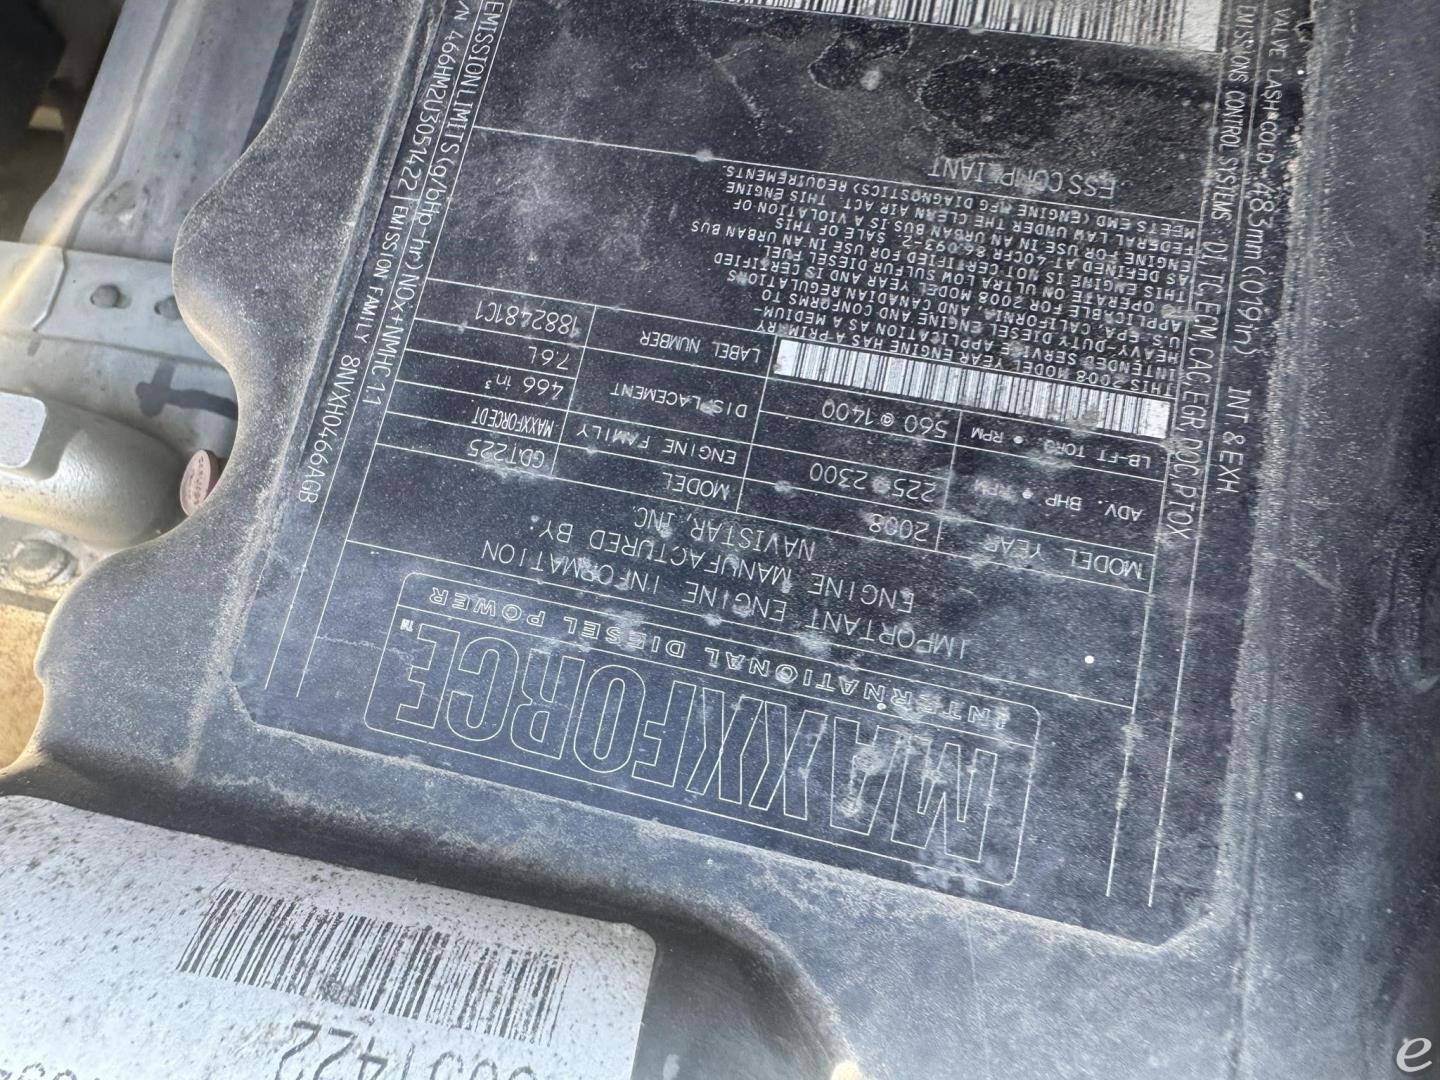 MAXXFORCE™
INTERNATIONAL DIESEL POWER
IMPORTANT ENGINE INFORMATION
ENGINE MANUFACTURED BY:
NAVISTAR, INC.
MODEL YEAR 2008 MODEL GDT225
ADV. BHP @ RPM 225 @ 2300 ENGINE FAMILY MAXXFORCEDT
LB-FT TORQ @ RPM 560 @ 1400 DISPLACEMENT 466 in³
7.6 L
LABEL NUMBER 1882481C1
THIS 2008 MODEL YEAR ENGINE HAS A PRIMARY
INTENDED SERVICE APPLICATION AS A MEDIUM-
HEAVY-DUTY DIESEL ENGINE AND CONFORMS TO
U.S. EPA, CALIFORNIA, AND CANADIAN REGULATIONS
APPLICABLE FOR 2008 MODEL YEAR AND IS CERTIFIED
TO OPERATE ON ULTRA LOW SULFUR DIESEL FUEL
THIS ENGINE IS NOT CERTIFIED FOR USE IN AN URBAN BUS
AS DEFINED AT 40CFR 86.093-2. SALE OF THIS
ENGINE FOR USE IN AN URBAN BUS IS A VIOLATION OF
FEDERAL LAW UNDER THE CLEAN AIR ACT. THIS ENGINE
MEETS EMD (ENGINE MFG DIAGNOSTICS) REQUIREMENTS.
ESS COMPLIANT
EMISSION LIMITS (g/bHp-hr) NOx+NMHC 1.1
/N 466HM2U3051422 | EMISSION FAMILY 8NVXH0466AGB
EMISSIONS CONTROL SYSTEMS DI, TC, ECM, CAC, EGR, DOC, PTOX
VALVE LASH-COLD-.483mm (.019in) INT & EXH
3051422
e